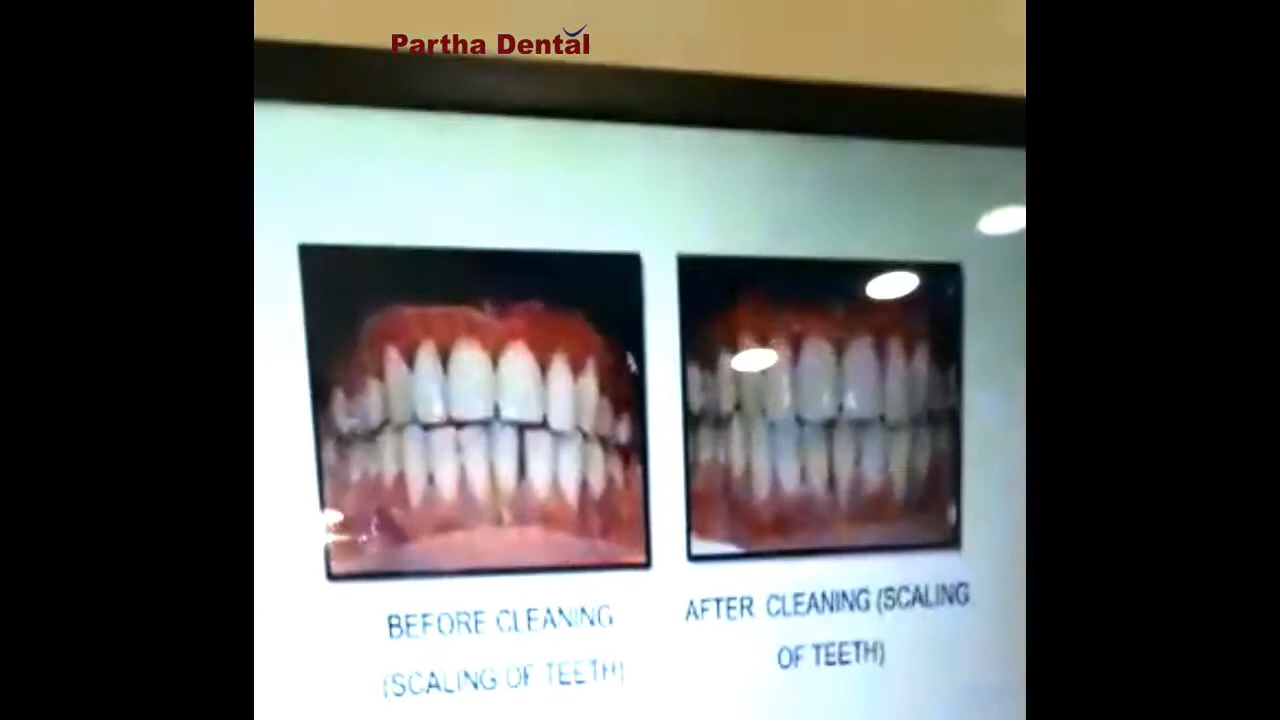 Partha Dental
BEFORE CLEANING
(SCALING OF TEETH)
AFTER CLEANING (SCALING
OF TEETH)